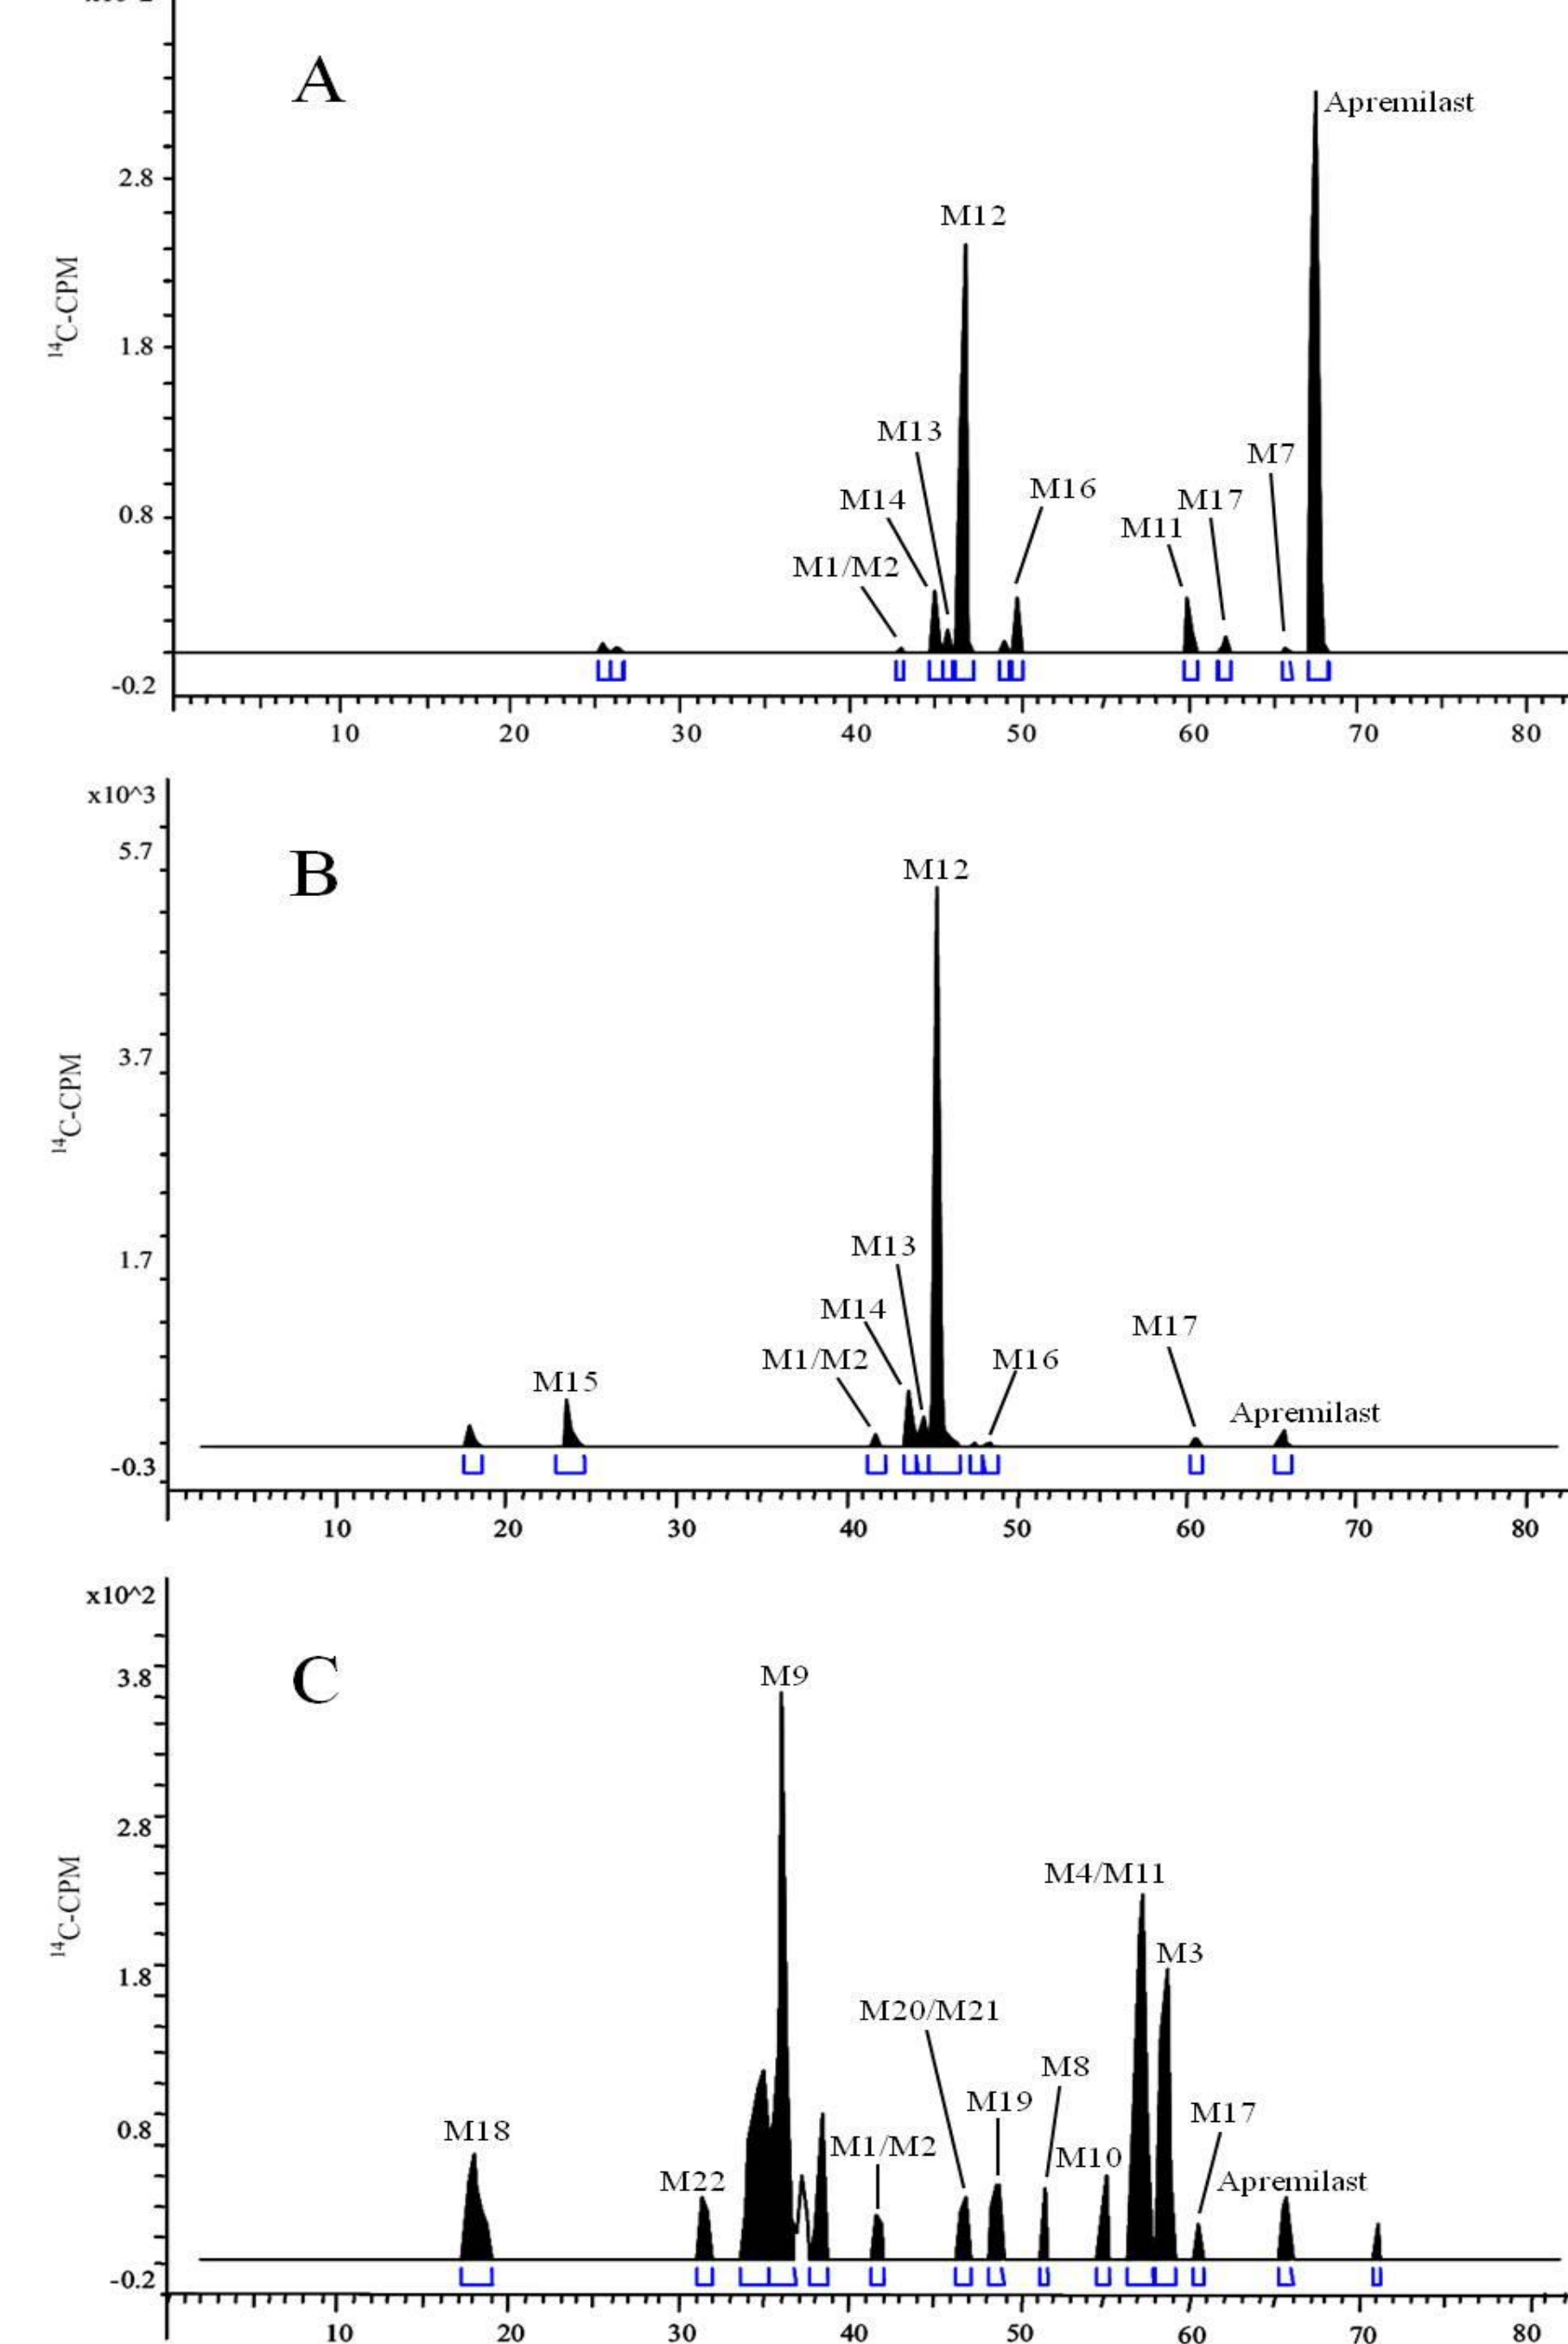 A
Apremilast
2.8
M12
¹⁴C-CPM
1.8
M13
M7
M14
M16
M17
0.8
M11
M1/M2
-0.2
10 20 30 40 50 60 70 80
x10^3
5.7
B
M12
3.7
¹⁴C-CPM
1.7
M13
M14
M17
M1/M2
M16
M15
Apremilast
-0.3
10 20 30 40 50 60 70 80
x10^2
C
3.8
M9
2.8
M4/M11
¹⁴C-CPM
M3
1.8
M20/M21
M8
M19
M17
0.8
M18
M1/M2
M10
M22
Apremilast
-0.2
10 20 30 40 50 60 70 80